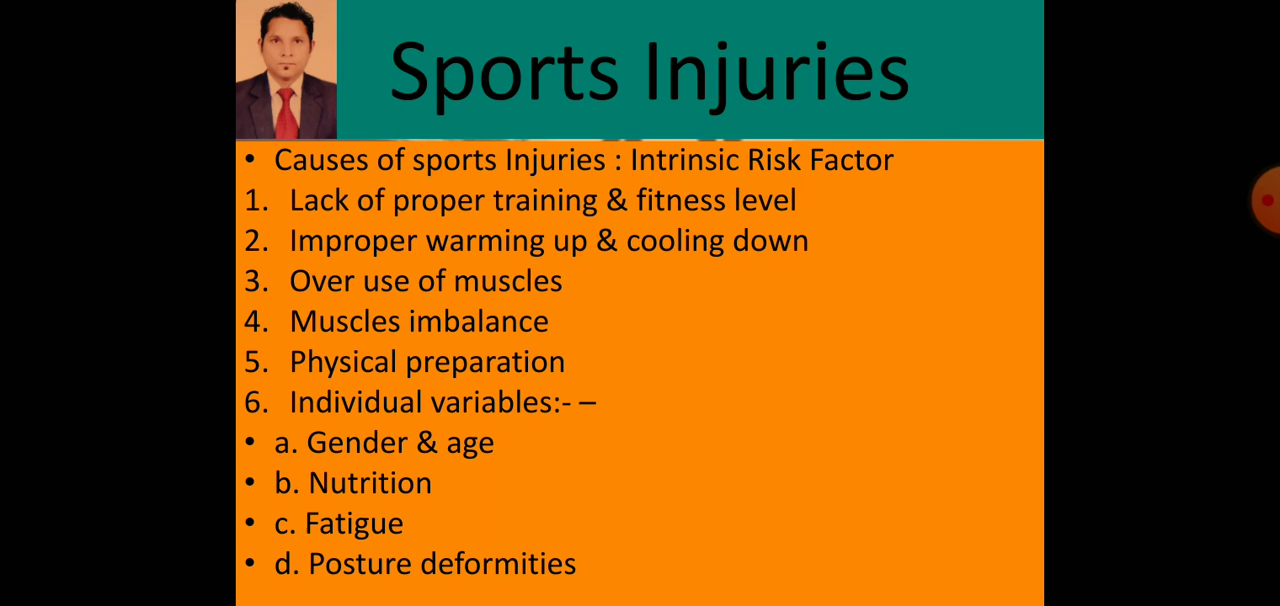 Sports Injuries
• Causes of sports Injuries : Intrinsic Risk Factor
1. Lack of proper training & fitness level
2. Improper warming up & cooling down
3. Over use of muscles
4. Muscles imbalance
5. Physical preparation
6. Individual variables:- –
• a. Gender & age
• b. Nutrition
• c. Fatigue
• d. Posture deformities